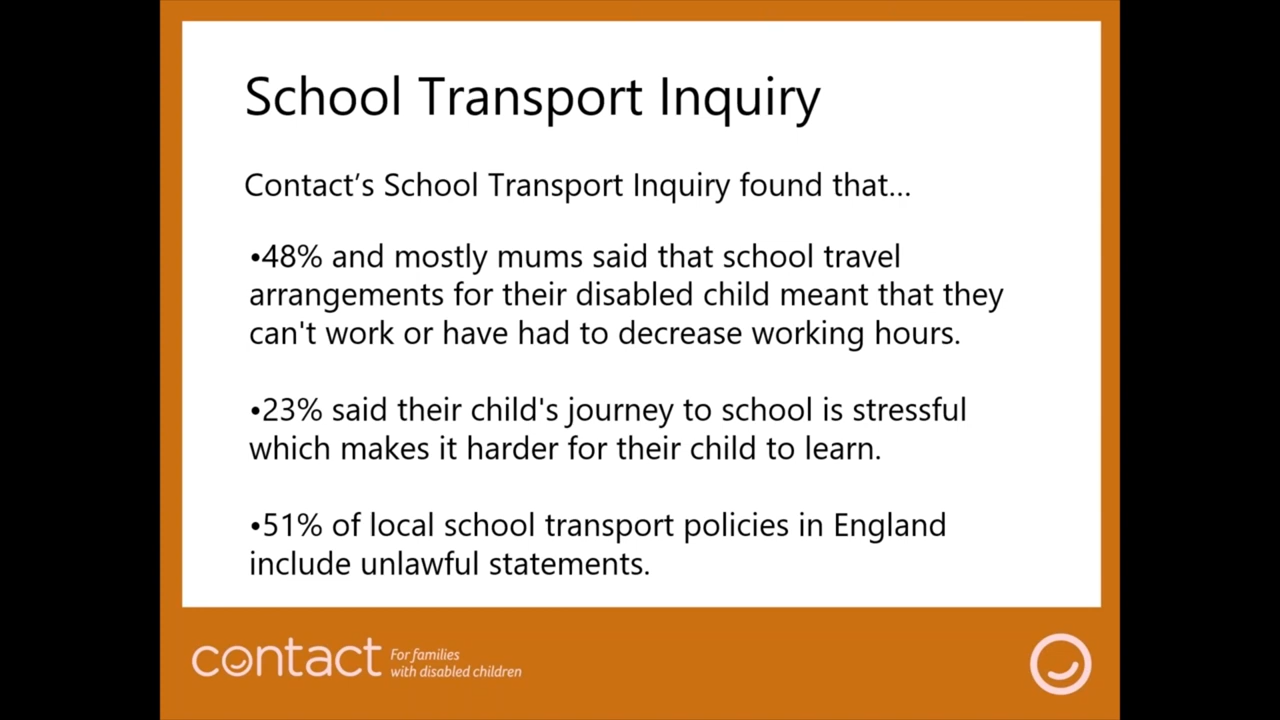 School Transport Inquiry
Contact’s School Transport Inquiry found that...
•48% and mostly mums said that school travel
arrangements for their disabled child meant that they
can't work or have had to decrease working hours.
•23% said their child's journey to school is stressful
which makes it harder for their child to learn.
•51% of local school transport policies in England
include unlawful statements.
contact
For families
with disabled children